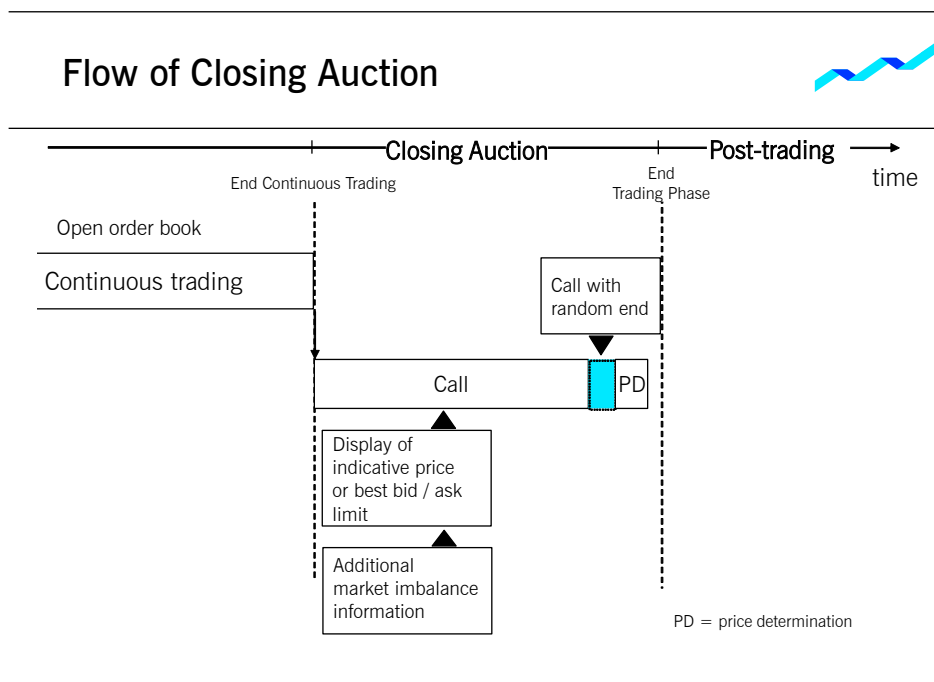 Flow of Closing Auction
Closing Auction
Post-trading
time
End Continuous Trading
End
Trading Phase
Open order book
Continuous trading
Call with
random end
Call
PD
Display of
indicative price
or best bid / ask
limit
Additional
market imbalance
information
PD = price determination